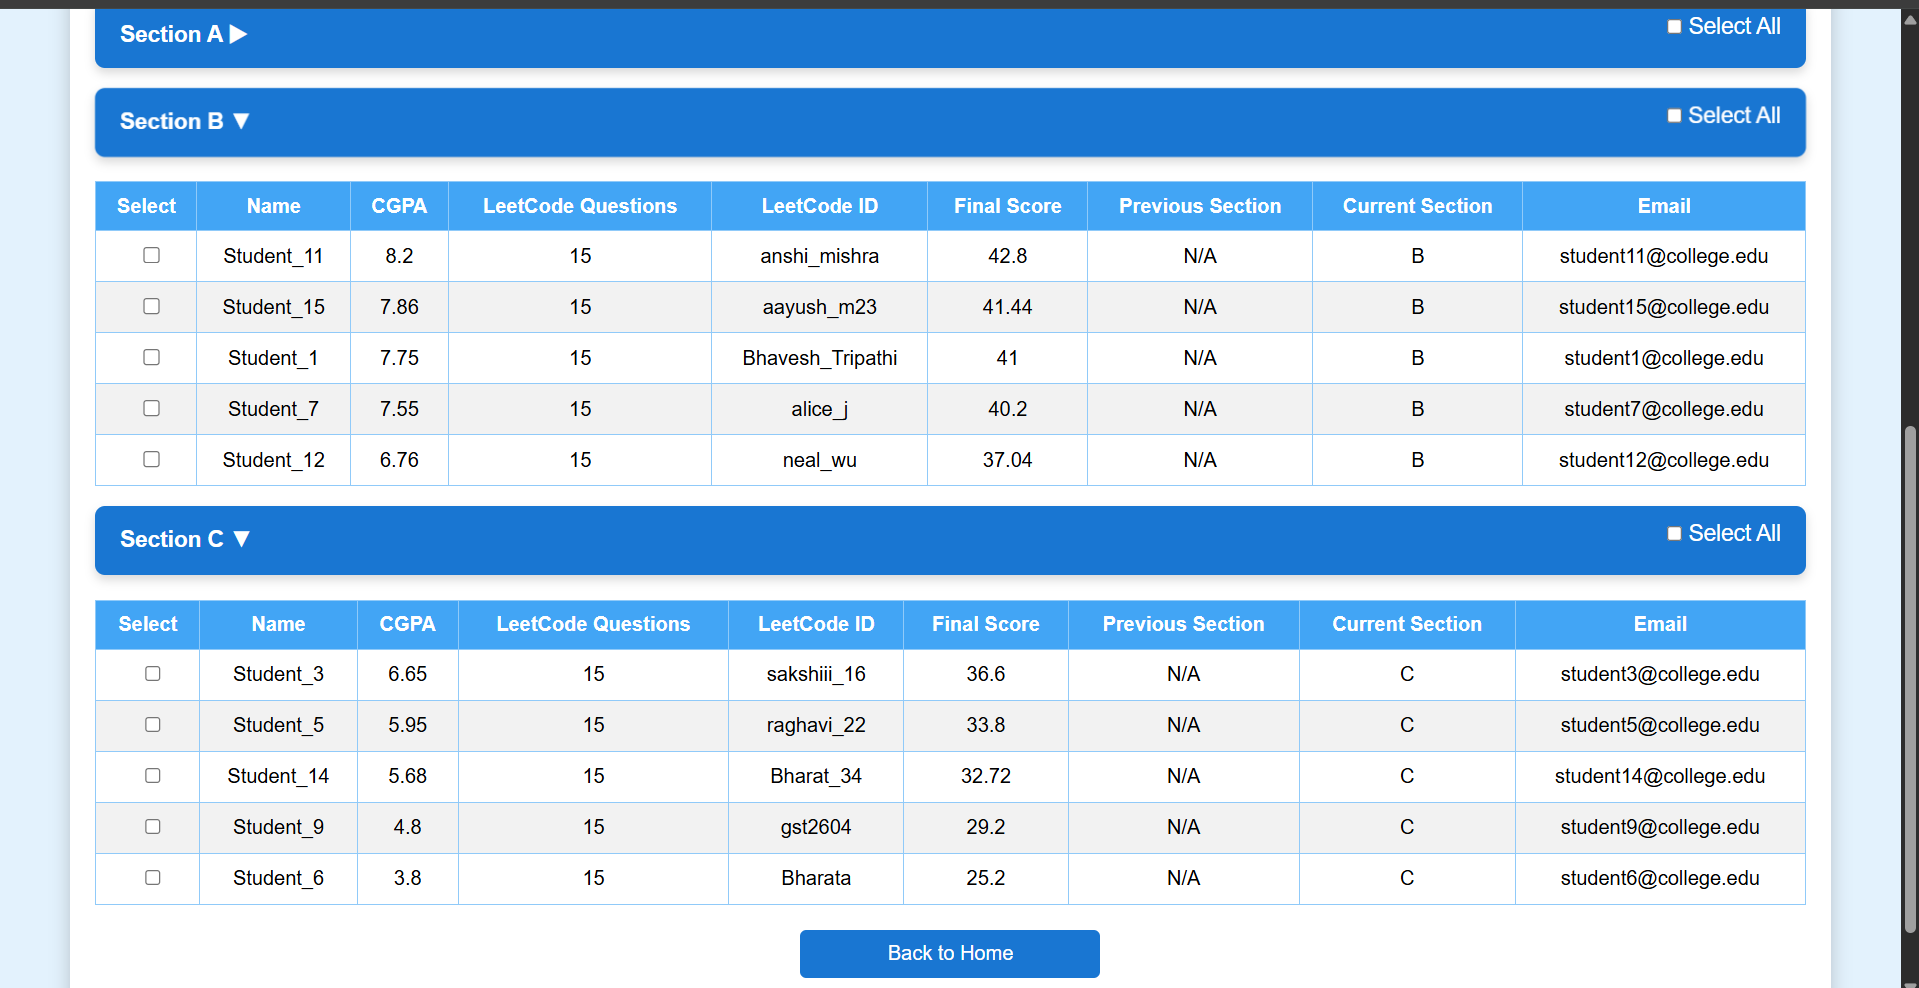 Section A ▶ Select All
Section B ▼ Select All
Select Name CGPA LeetCode Questions LeetCode ID Final Score Previous Section Current Section Email
Student_11 8.2 15 anshi_mishra 42.8 N/A B student11@college.edu
Student_15 7.86 15 aayush_m23 41.44 N/A B student15@college.edu
Student_1 7.75 15 Bhavesh_Tripathi 41 N/A B student1@college.edu
Student_7 7.55 15 alice_j 40.2 N/A B student7@college.edu
Student_12 6.76 15 neal_wu 37.04 N/A B student12@college.edu
Section C ▼ Select All
Select Name CGPA LeetCode Questions LeetCode ID Final Score Previous Section Current Section Email
Student_3 6.65 15 sakshiii_16 36.6 N/A C student3@college.edu
Student_5 5.95 15 raghavi_22 33.8 N/A C student5@college.edu
Student_14 5.68 15 Bharat_34 32.72 N/A C student14@college.edu
Student_9 4.8 15 gst2604 29.2 N/A C student9@college.edu
Student_6 3.8 15 Bharata 25.2 N/A C student6@college.edu
Back to Home